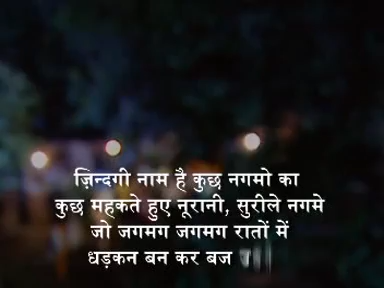 ज़िन्दगी नाम है कुछ नगमो का
कुछ महकते हुए नूरानी, सुरीले नगमे
जो जगमग जगमग रातों में
धड़कन बन कर बज